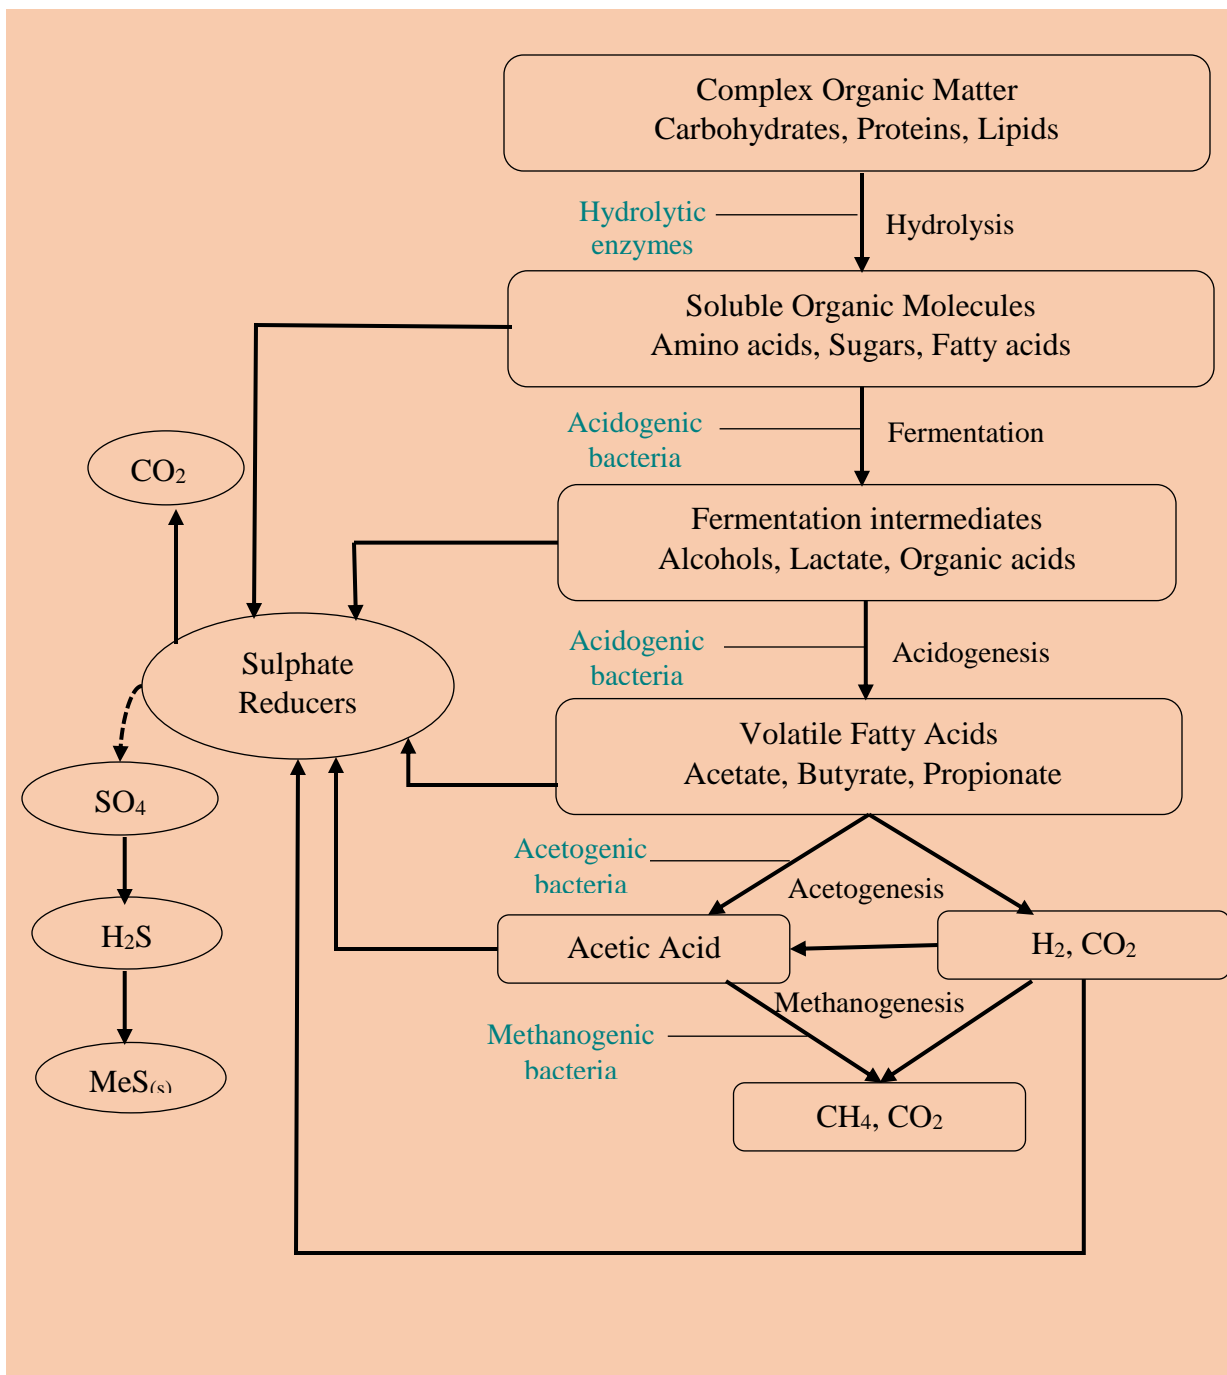 Complex Organic Matter
Carbohydrates, Proteins, Lipids
Hydrolytic
enzymes
Hydrolysis
Soluble Organic Molecules
Amino acids, Sugars, Fatty acids
Acidogenic
bacteria
Fermentation
CO2
Fermentation intermediates
Alcohols, Lactate, Organic acids
Acidogenic
bacteria
Acidogenesis
Sulphate
Reducers
Volatile Fatty Acids
Acetate, Butyrate, Propionate
SO4
Acetogenic
bacteria
Acetogenesis
H2S
Acetic Acid
H2, CO2
Methanogenesis
Methanogenic
bacteria
MeS(s)
CH4, CO2